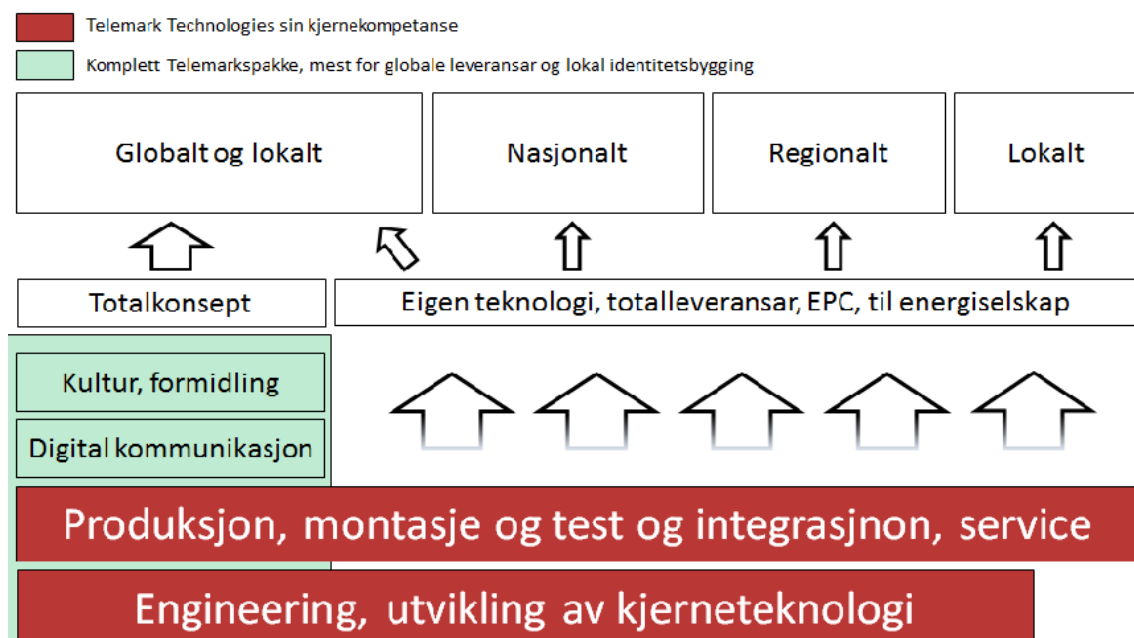 Telemark Technologies sin kjernekompetanse
Komplett Telemarkspakke, mest for globale leveransar og lokal identitetsbygging
Globalt og lokalt
Nasjonalt
Regionalt
Lokalt
Totalkonsept
Eigen teknologi, totalleveransar, EPC, til energiselskap
Kultur, formidling
Digital kommunikasjon
Produksjon, montasje og test og integrasjnon, service
Engineering, utvikling av kjerneteknologi